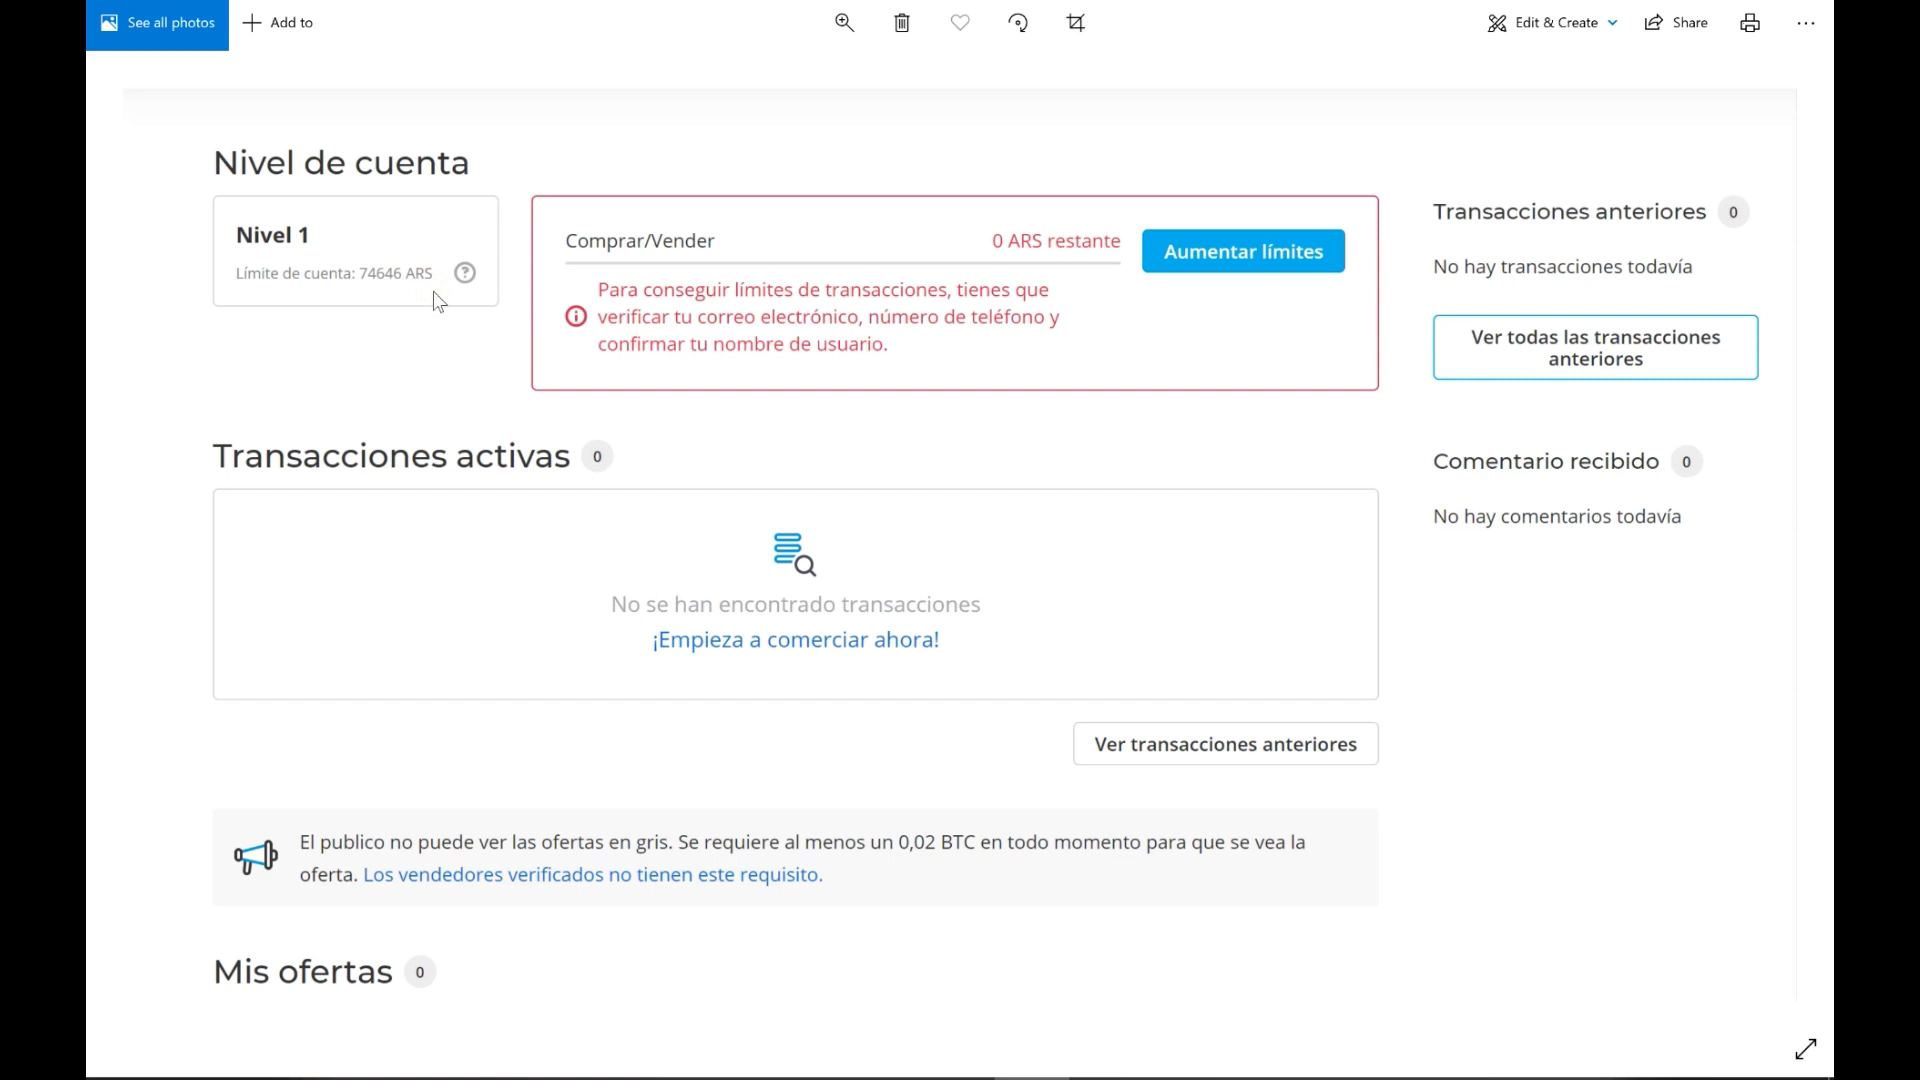 See all photos
Add to
Edit & Create
Share
Nivel de cuenta
Nivel 1
Límite de cuenta: 74646 ARS
?
Comprar/Vender
0 ARS restante
Aumentar límites
Para conseguir límites de transacciones, tienes que
verificar tu correo electrónico, número de teléfono y
confirmar tu nombre de usuario.
Transacciones anteriores 0
No hay transacciones todavía
Ver todas las transacciones
anteriores
Transacciones activas 0
No se han encontrado transacciones
¡Empieza a comerciar ahora!
Comentario recibido 0
No hay comentarios todavía
Ver transacciones anteriores
El publico no puede ver las ofertas en gris. Se requiere al menos un 0,02 BTC en todo momento para que se vea la
oferta. Los vendedores verificados no tienen este requisito.
Mis ofertas 0